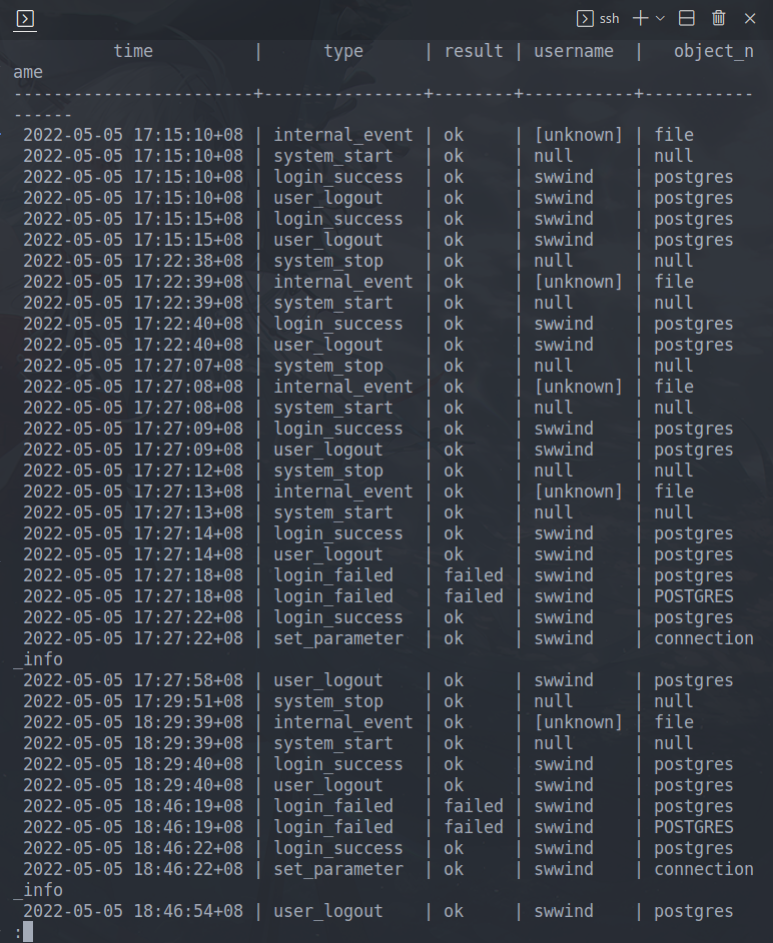 ssh
time | type | result | username | object_n
ame
------------------------+----------------+--------+-----------+-----------
------
2022-05-05 17:15:10+08 | internal_event | ok | [unknown] | file
2022-05-05 17:15:10+08 | system_start | ok | null | null
2022-05-05 17:15:10+08 | login_success | ok | swwind | postgres
2022-05-05 17:15:10+08 | user_logout | ok | swwind | postgres
2022-05-05 17:15:15+08 | login_success | ok | swwind | postgres
2022-05-05 17:15:15+08 | user_logout | ok | swwind | postgres
2022-05-05 17:22:38+08 | system_stop | ok | null | null
2022-05-05 17:22:39+08 | internal_event | ok | [unknown] | file
2022-05-05 17:22:39+08 | system_start | ok | null | null
2022-05-05 17:22:40+08 | login_success | ok | swwind | postgres
2022-05-05 17:22:40+08 | user_logout | ok | swwind | postgres
2022-05-05 17:27:07+08 | system_stop | ok | null | null
2022-05-05 17:27:08+08 | internal_event | ok | [unknown] | file
2022-05-05 17:27:08+08 | system_start | ok | null | null
2022-05-05 17:27:09+08 | login_success | ok | swwind | postgres
2022-05-05 17:27:09+08 | user_logout | ok | swwind | postgres
2022-05-05 17:27:12+08 | system_stop | ok | null | null
2022-05-05 17:27:13+08 | internal_event | ok | [unknown] | file
2022-05-05 17:27:13+08 | system_start | ok | null | null
2022-05-05 17:27:14+08 | login_success | ok | swwind | postgres
2022-05-05 17:27:14+08 | user_logout | ok | swwind | postgres
2022-05-05 17:27:18+08 | login_failed | failed | swwind | postgres
2022-05-05 17:27:18+08 | login_failed | failed | swwind | POSTGRES
2022-05-05 17:27:22+08 | login_success | ok | swwind | postgres
2022-05-05 17:27:22+08 | set_parameter | ok | swwind | connection
_info
2022-05-05 17:27:58+08 | user_logout | ok | swwind | postgres
2022-05-05 17:29:51+08 | system_stop | ok | null | null
2022-05-05 18:29:39+08 | internal_event | ok | [unknown] | file
2022-05-05 18:29:39+08 | system_start | ok | null | null
2022-05-05 18:29:40+08 | login_success | ok | swwind | postgres
2022-05-05 18:29:40+08 | user_logout | ok | swwind | postgres
2022-05-05 18:46:19+08 | login_failed | failed | swwind | postgres
2022-05-05 18:46:19+08 | login_failed | failed | swwind | POSTGRES
2022-05-05 18:46:22+08 | login_success | ok | swwind | postgres
2022-05-05 18:46:22+08 | set_parameter | ok | swwind | connection
_info
2022-05-05 18:46:54+08 | user_logout | ok | swwind | postgres
: